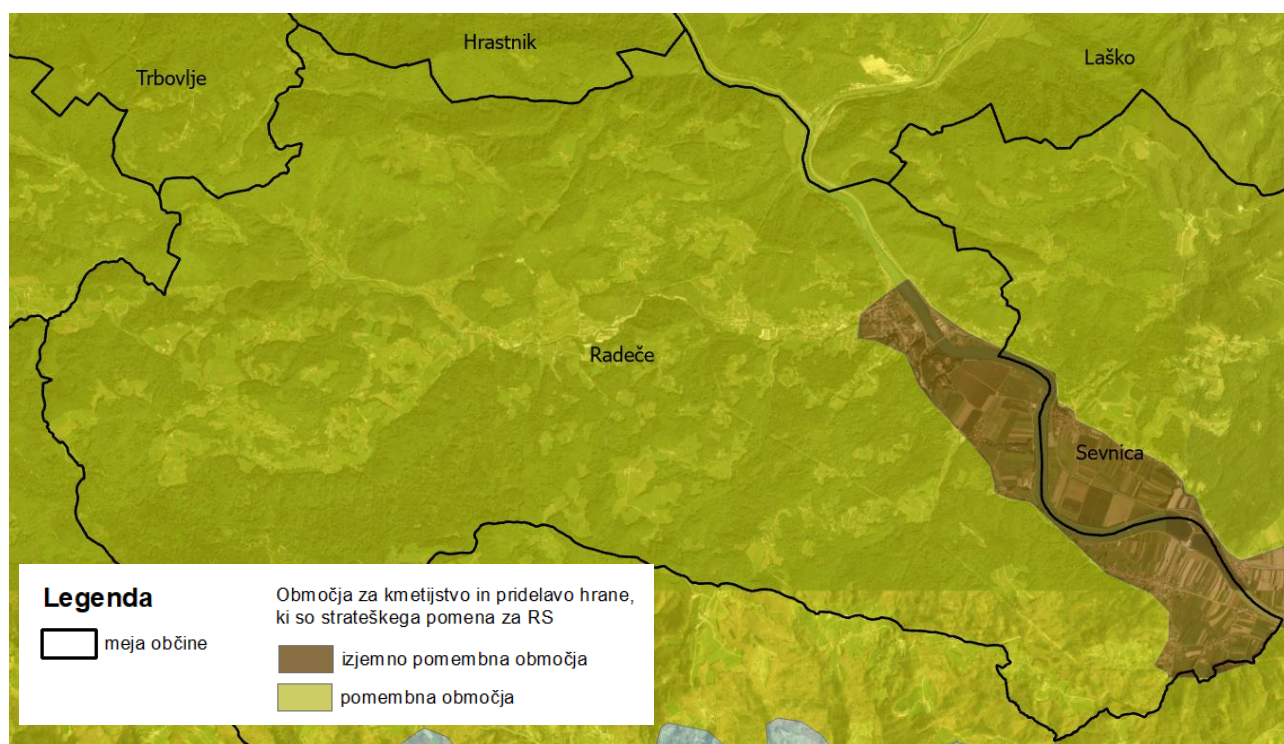 Hrastnik
Laško
Trbovlje
Radeče
Sevnica
Legenda
meja občine
Območja za kmetijstvo in pridelavo hrane,
ki so strateškega pomena za RS
izjemno pomembna območja
pomembna območja